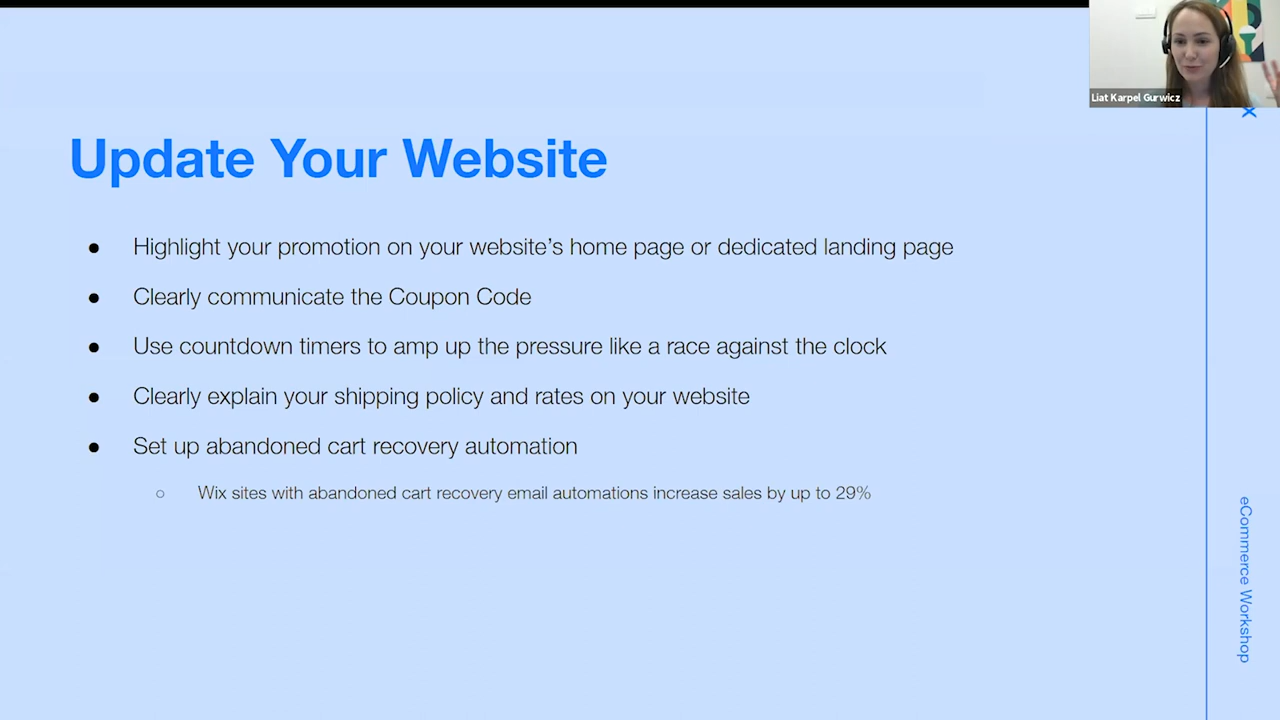 Liat Karpel Gurwicz
Update Your Website
● Highlight your promotion on your website’s home page or dedicated landing page
● Clearly communicate the Coupon Code
● Use countdown timers to amp up the pressure like a race against the clock
● Clearly explain your shipping policy and rates on your website
● Set up abandoned cart recovery automation
○ Wix sites with abandoned cart recovery email automations increase sales by up to 29%
eCommerce Workshop